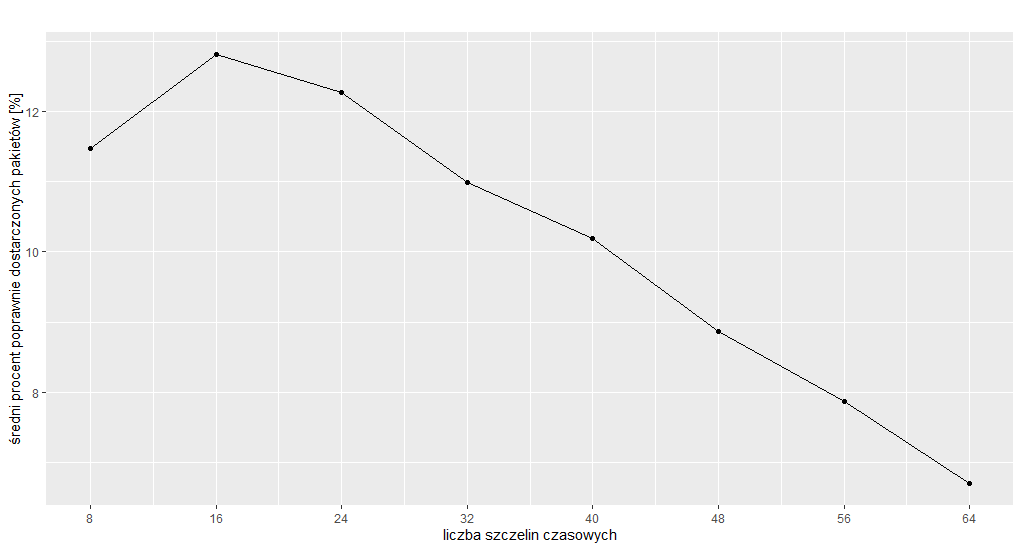 średni procent poprawnie dostarczonych pakietów [%]
12
10
8
8 16 24 32 40 48 56 64
liczba szczelin czasowych